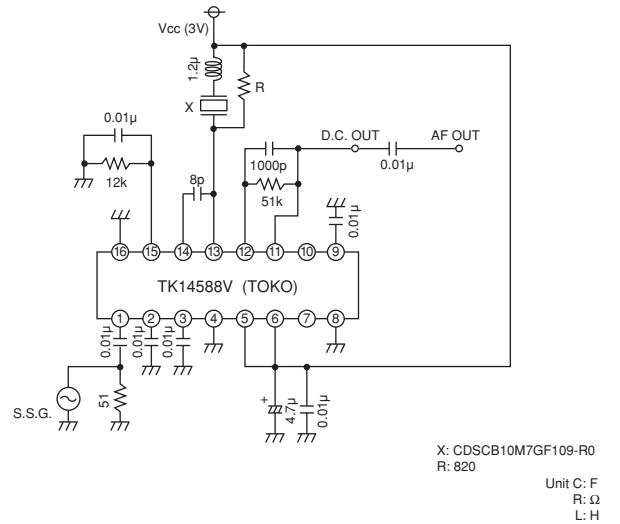 Vcc (3V)
1.2µ
R
X
0.01µ
12k
8p
1000p
51k
D.C. OUT
0.01µ
AF OUT
0.01µ
16 15 14 13 12 11 10 9
TK14588V (TOKO)
1 2 3 4 5 6 7 8
0.01µ
0.01µ
0.01µ
51
S.S.G.
+
4.7µ
0.01µ
X: CDSCB10M7GF109-R0
R: 820
Unit C: F
R: Ω
L: H